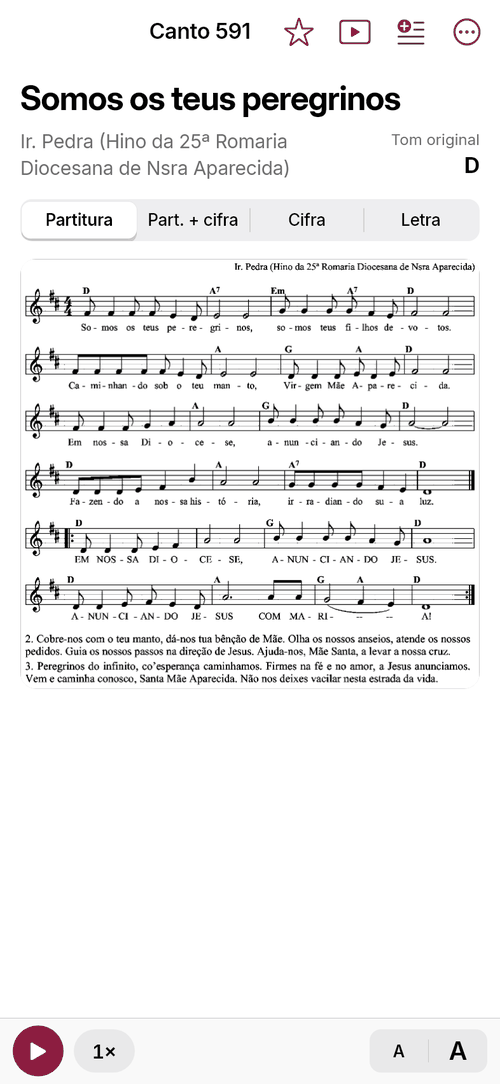 Canto 591
Somos os teus peregrinos
Ir. Pedra (Hino da 25ª Romaria
Diocesana de Nsra Aparecida)
Tom original
D
Partitura
Part. + cifra
Cifra
Letra
Ir. Pedra (Hino da 25ª Romaria Diocesana de Nsra Aparecida)
D A7 Em A7 D
So - mos os teus pe - re - gri - nos, so - mos teus fi - lhos de - vo - tos.
A G A D
Ca - mi - nhan - do sob o teu man - to, Vir - gem Mãe A - pa - re - ci - da.
A G D
Em nos - sa Di - o - ce - se, a - nun - ci - an - do Je - sus.
D A A7 D
Fa - zen - do a nos - sa his - tó - ria, ir - ra - dian - do su - a luz.
D G D
EM NOS - SA DI - O - CE - SE, A - NUN - CI - AN - DO JE - SUS.
D A G A D
A - NUN - CI - AN - DO JE - SUS COM MA - RI - - - A!
2. Cobre-nos com o teu manto, dá-nos tua bênção de Mãe. Olha os nossos anseios, atende os nossos
pedidos. Guia os nossos passos na direção de Jesus. Ajuda-nos, Mãe Santa, a levar a nossa cruz.
3. Peregrinos do infinito, co'esperança caminhamos. Firmes na fé e no amor, a Jesus anunciamos.
Vem e caminha conosco, Santa Mãe Aparecida. Não nos deixes vacilar nesta estrada da vida.
1×
A
A